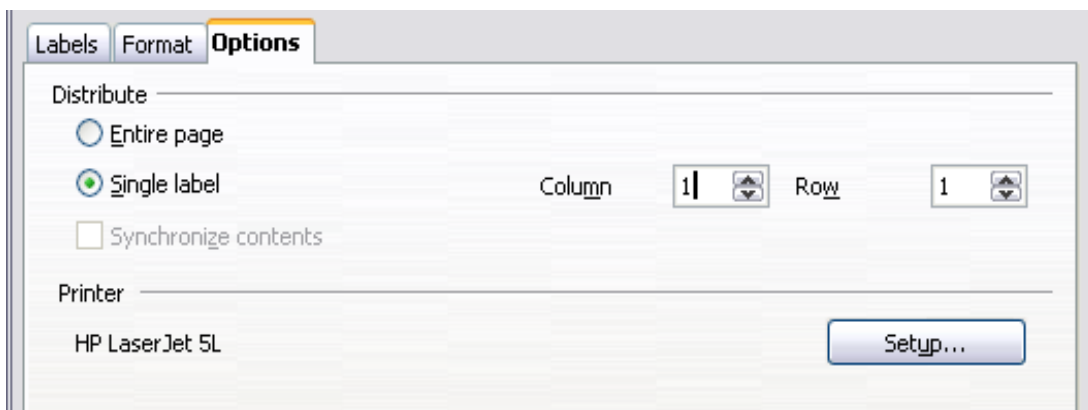 Labels Format Options
Distribute
Entire page
Single label Column 1 Row 1
Synchronize contents
Printer
HP LaserJet 5L Setup...